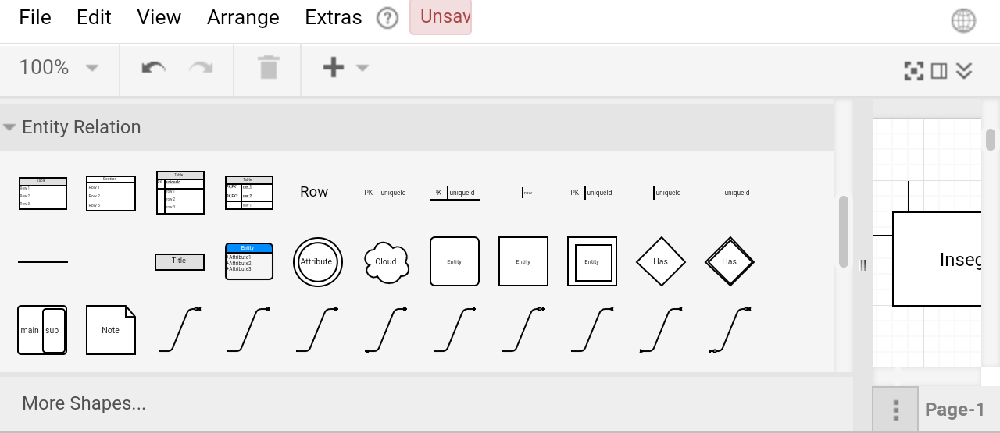 File Edit View Arrange Extras ? Unsav
100%
Entity Relation
Table
Row 1
Row 2
Row 3
Section
Row 1
Row 2
Row 3
Table
PK uniqueId
row 1
row 2
row 3
Table
PK,FK1 row 1
PK,FK2 row 2
row 1
Row
PK uniqueId
PK uniqueId
row
PK uniqueId
uniqueId
uniqueId
Title
Entity
+Attribute1
+Attribute2
+Attribute3
Attribute
Cloud
Entity
Entity
Entity
Has
Has
main sub
Note
Inseg
More Shapes...
Page-1